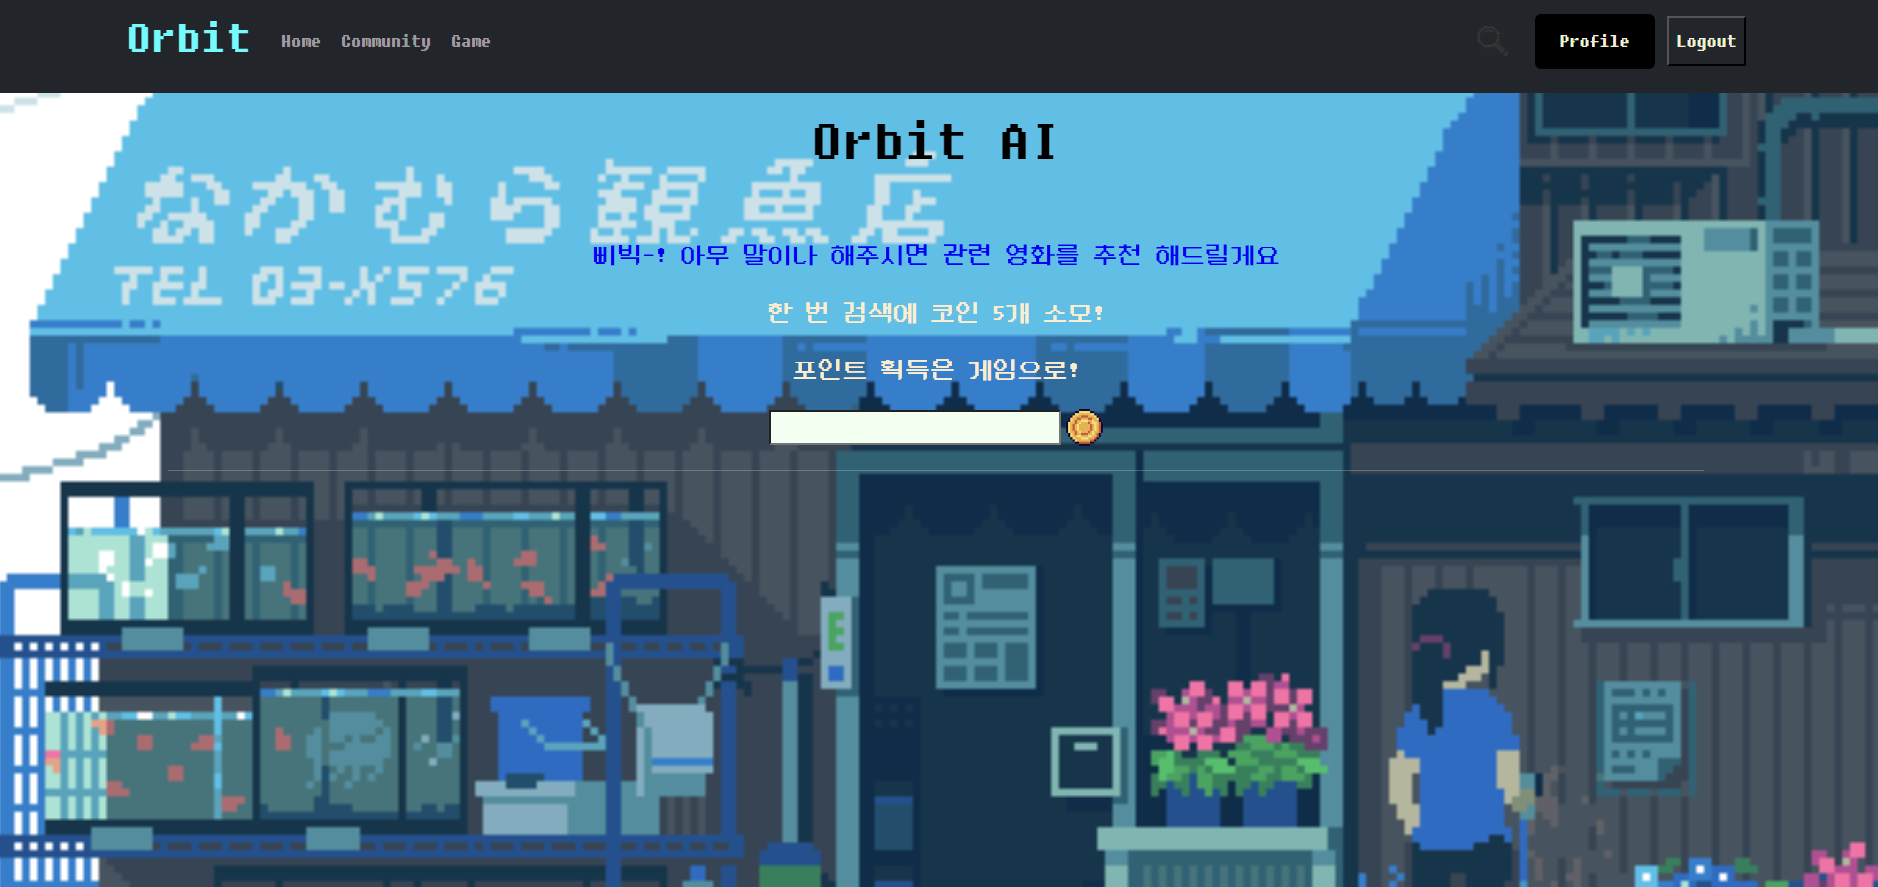 Orbit Home Community Game Profile Logout
Orbit AI
なかむら観魚店
TEL 03-X576
삐빅-! 아무 말이나 해주시면 관련 영화를 추천 해드릴게요
한 번 검색에 코인 5개 소모!
포인트 획득은 게임으로!